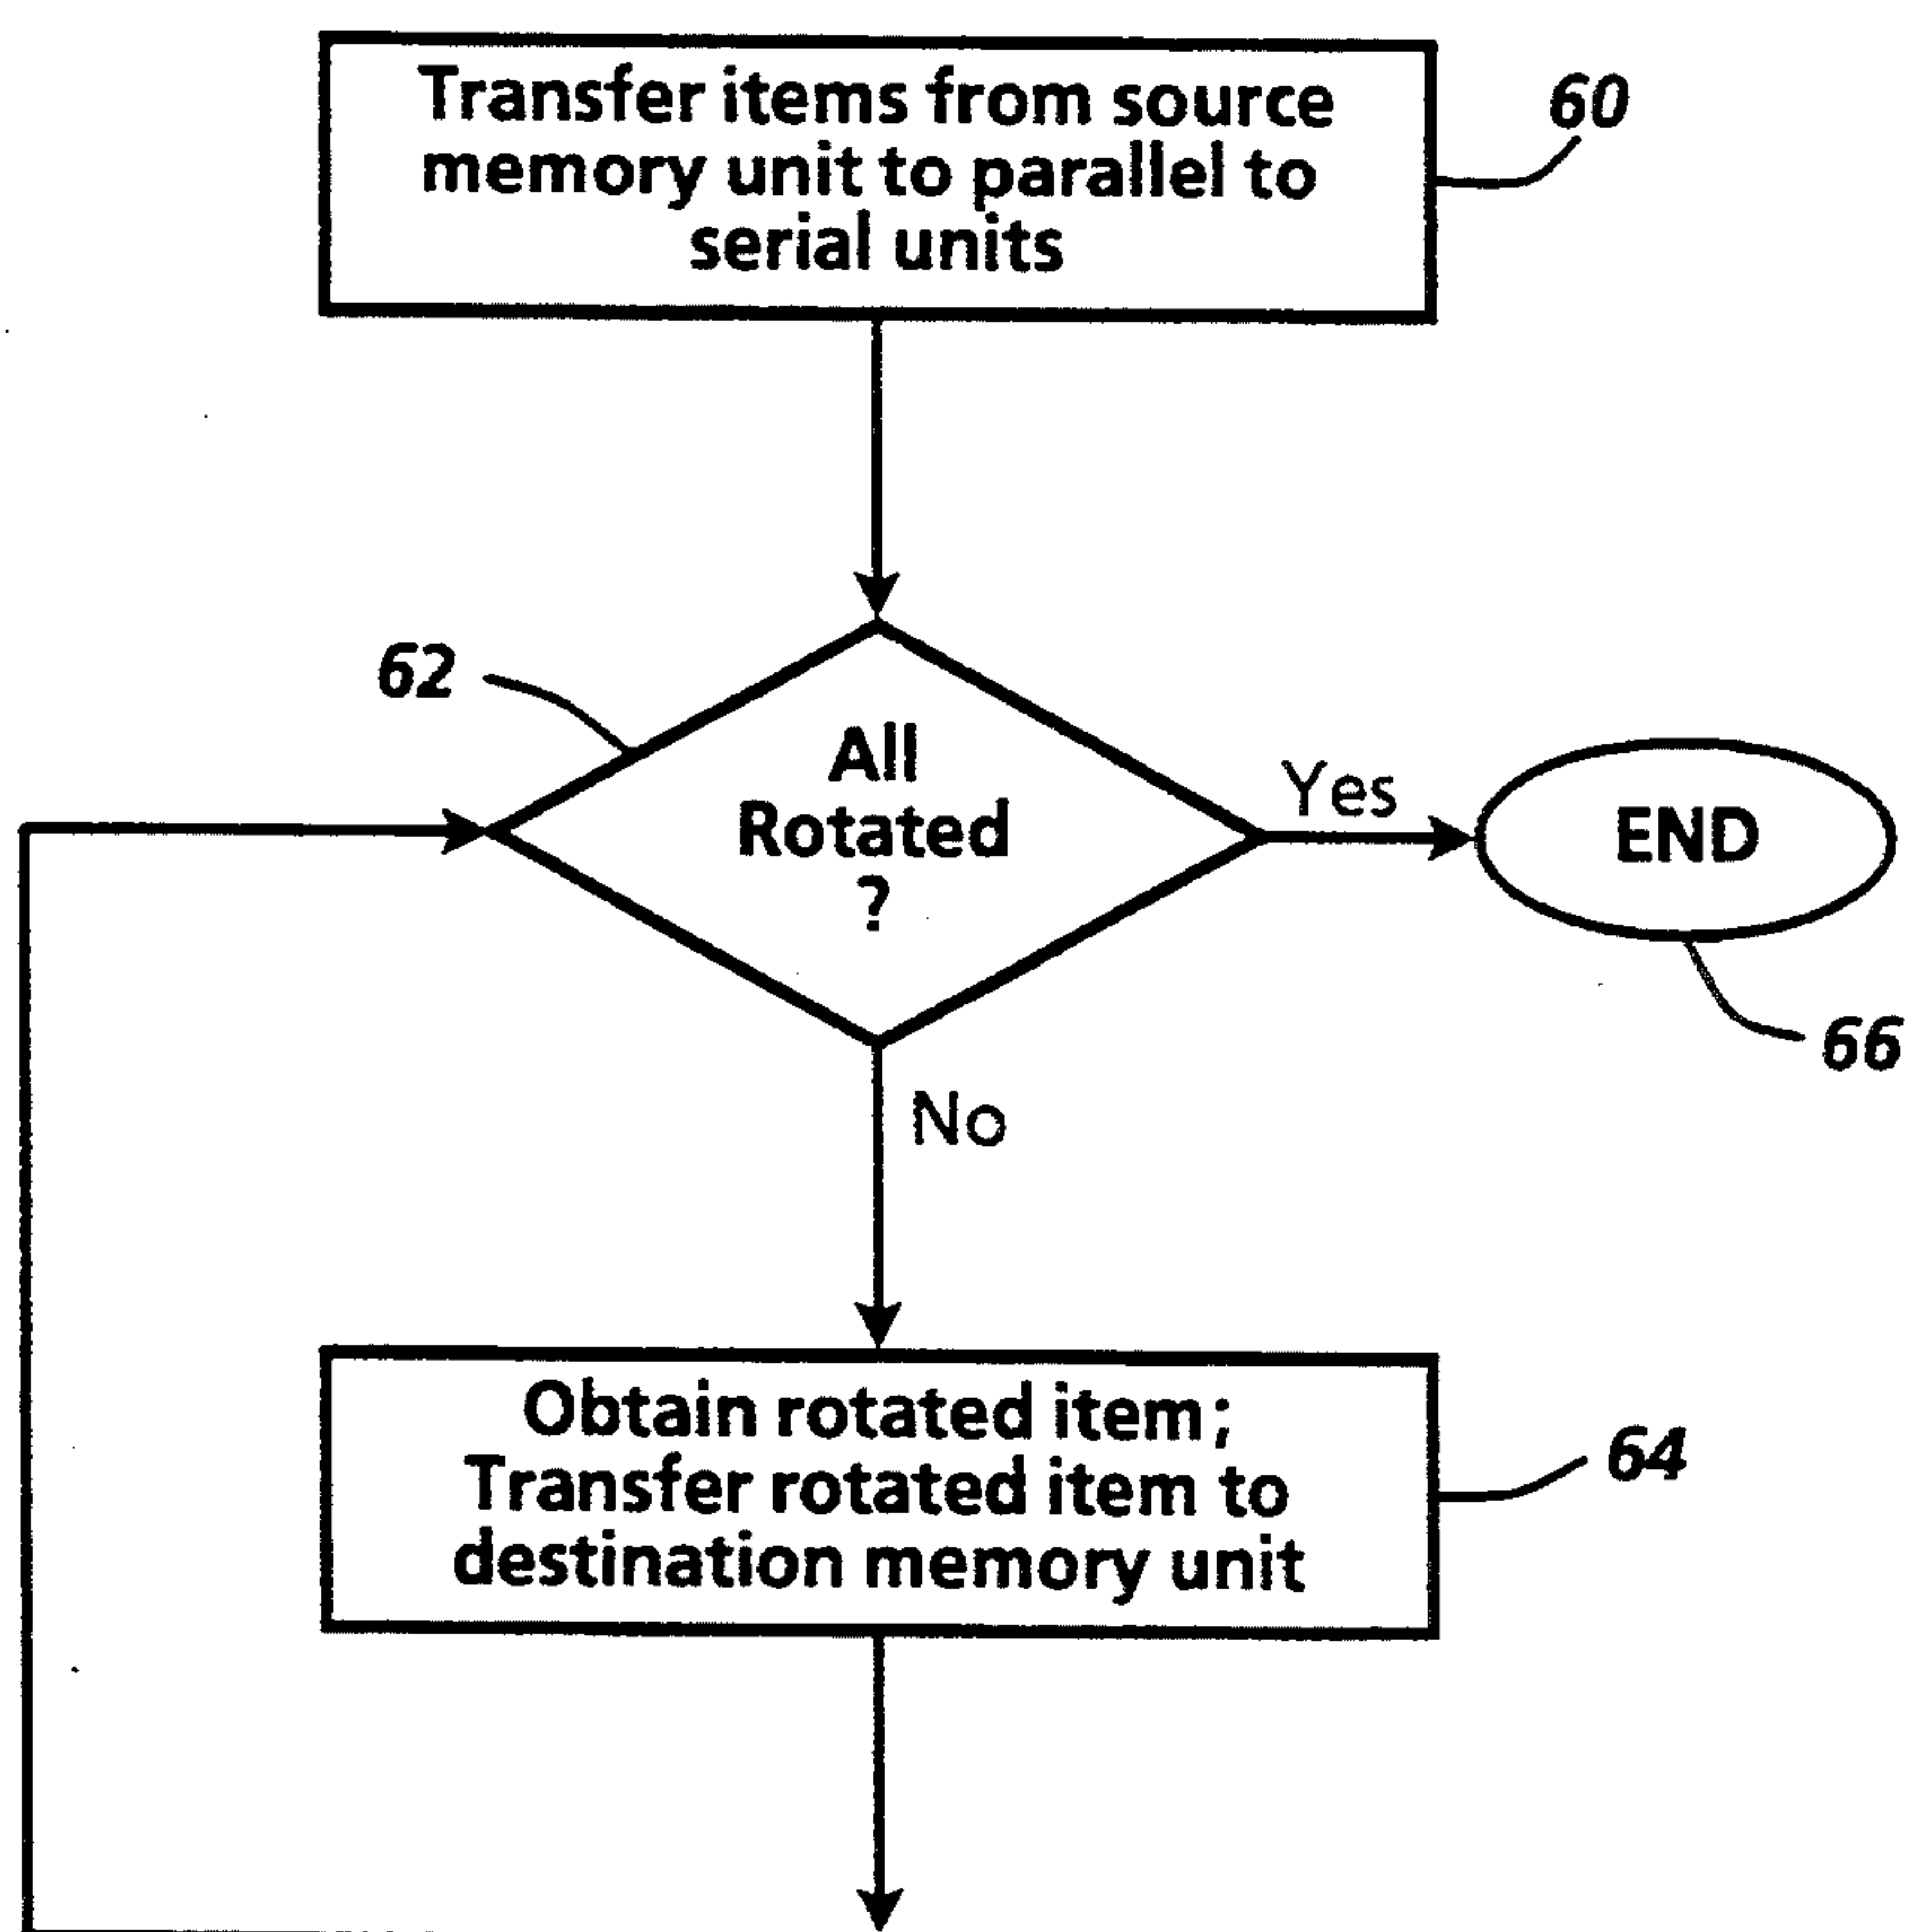 Transfer items from source
memory unit to parallel to
serial units
60
62
All
Rotated
?
Yes
END
66
No
Obtain rotated item;
Transfer rotated item to
destination memory unit
64